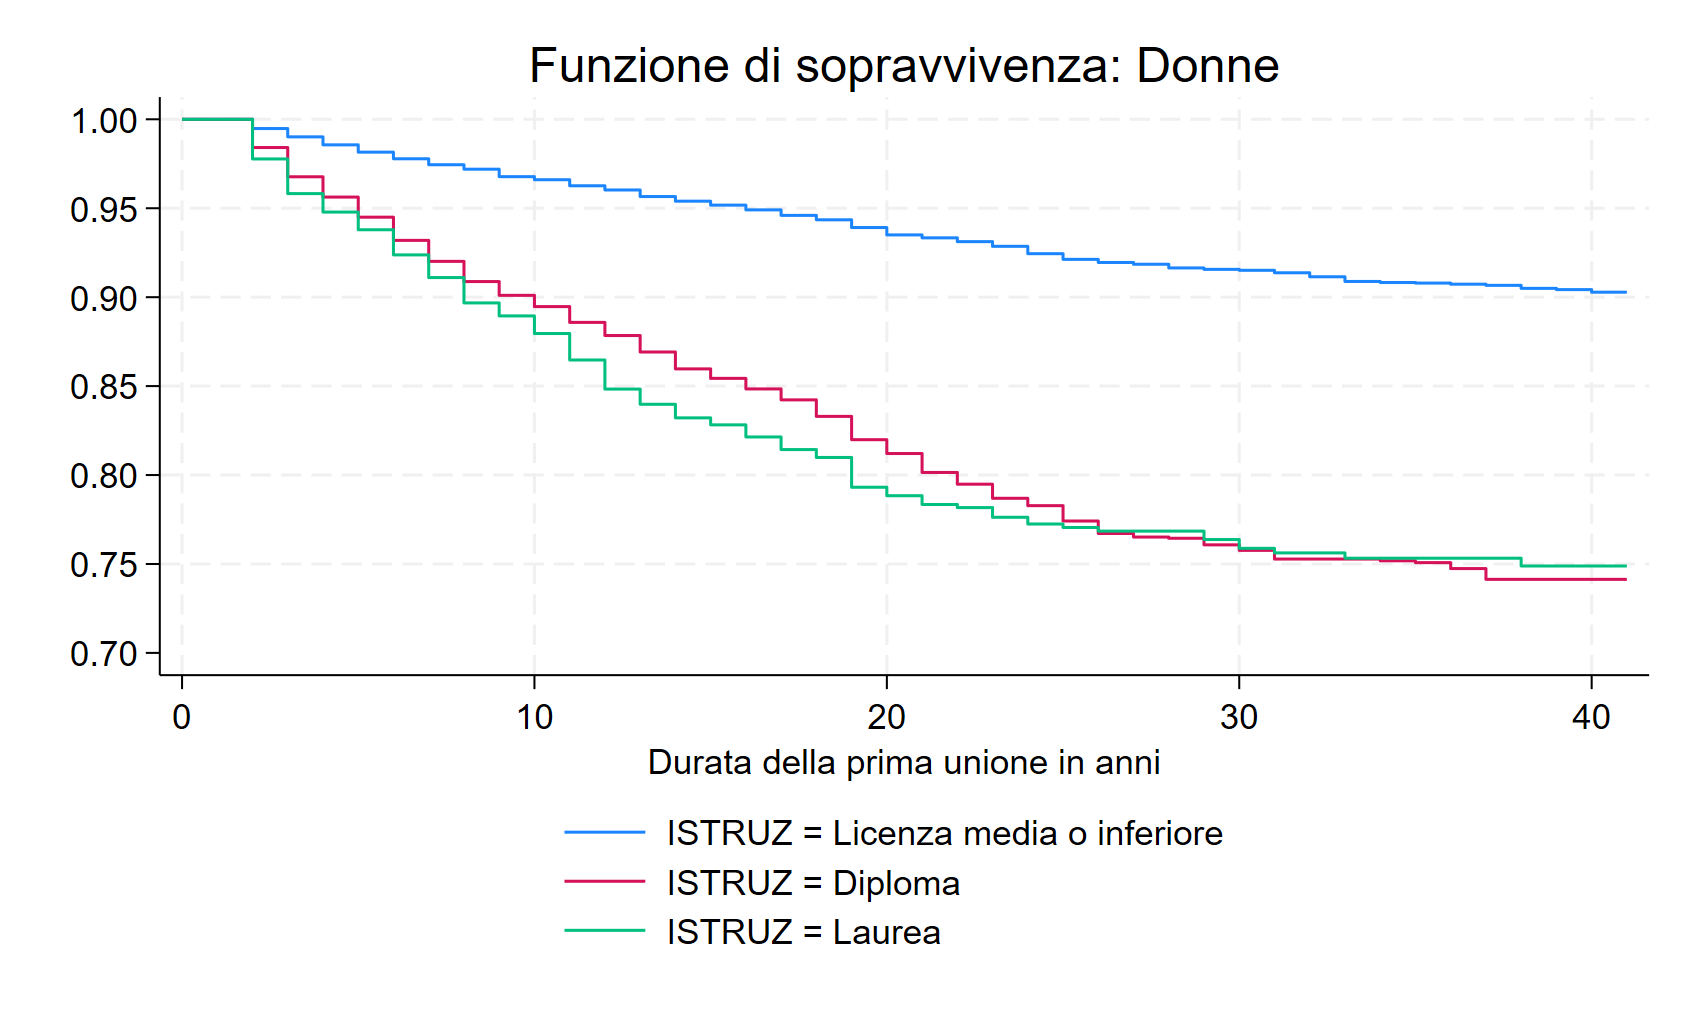 Funzione di sopravvivenza: Donne
1.00
0.95
0.90
0.85
0.80
0.75
0.70
0 10 20 30 40
Durata della prima unione in anni
ISTRUZ = Licenza media o inferiore
ISTRUZ = Diploma
ISTRUZ = Laurea